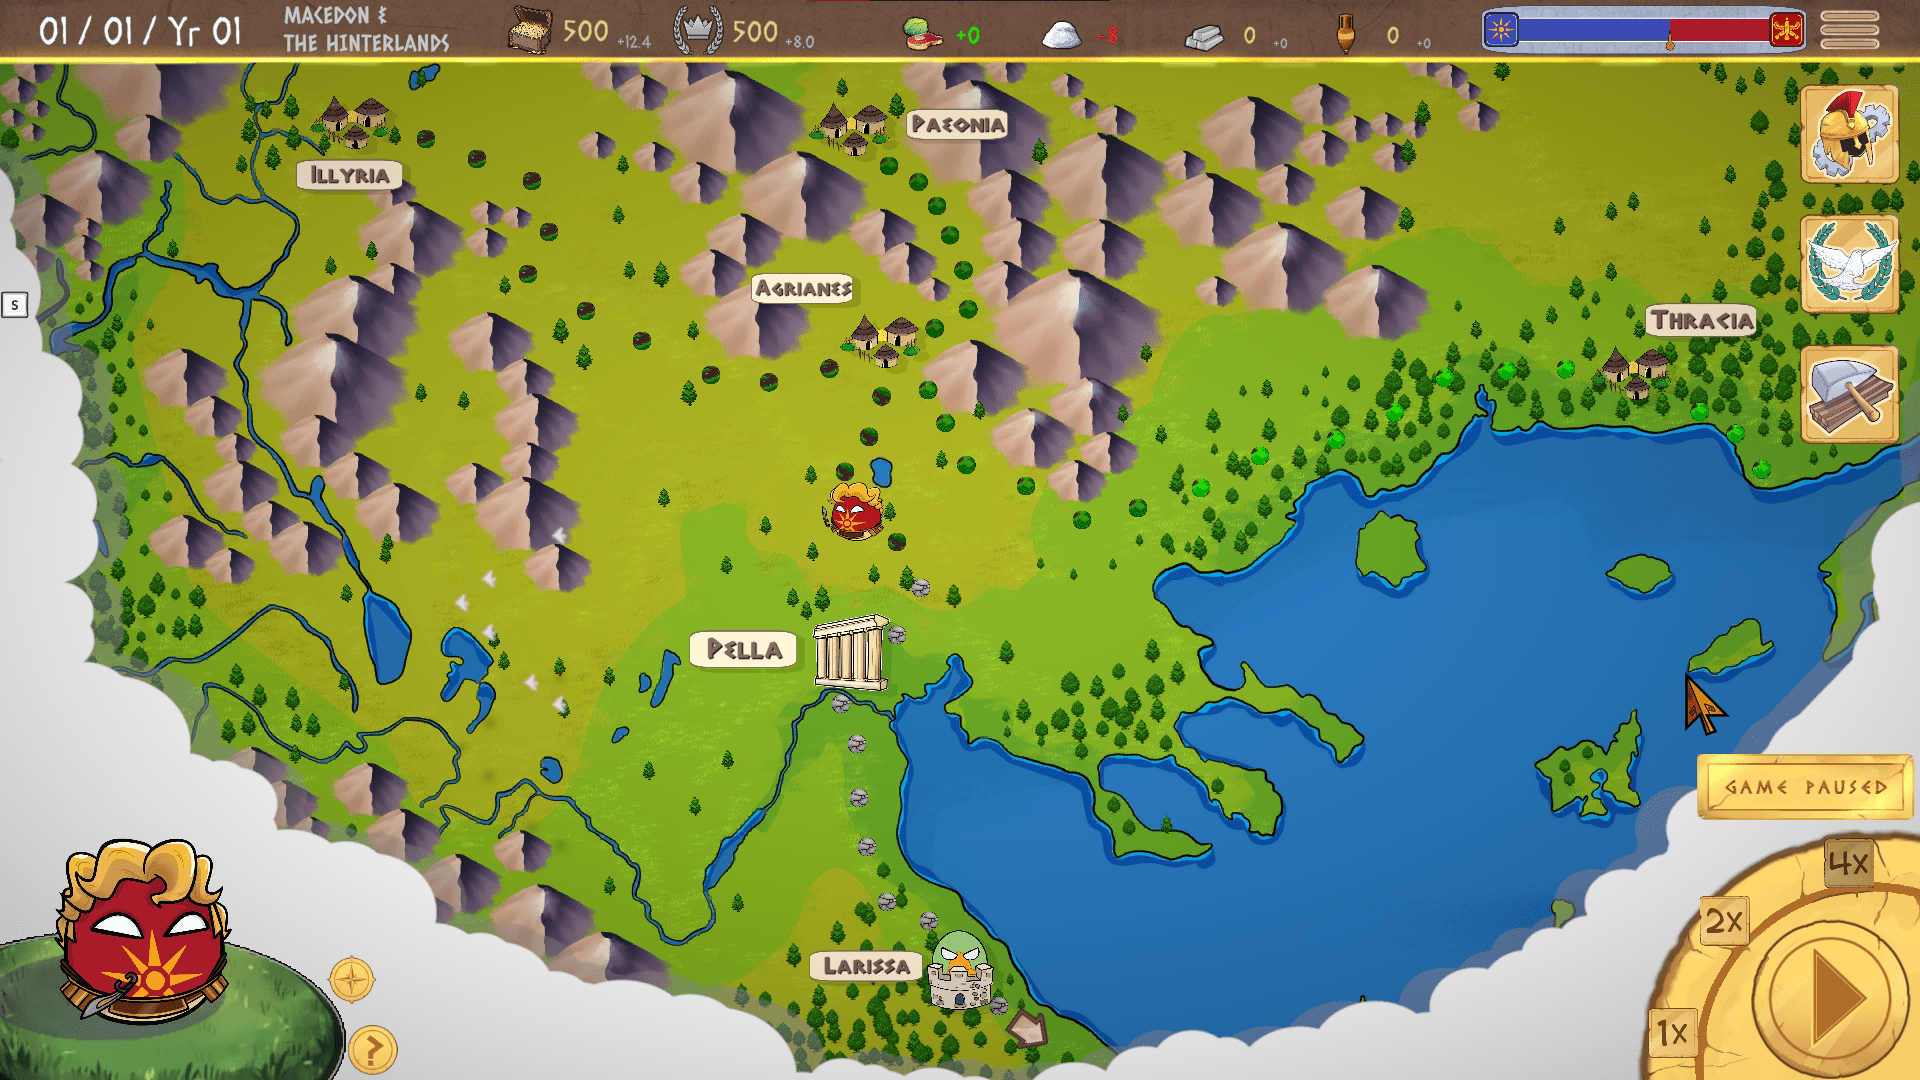 01 / 01 / Yr 01
MACEDON &
THE HINTERLANDS
500 +12.4
500 +8.0
+0
-8
0 +0
0 +0
PAEONIA
ILLYRIA
AGRIANES
S
THRACIA
PELLA
GAME PAUSED
4X
2X
LARISSA
1X
?